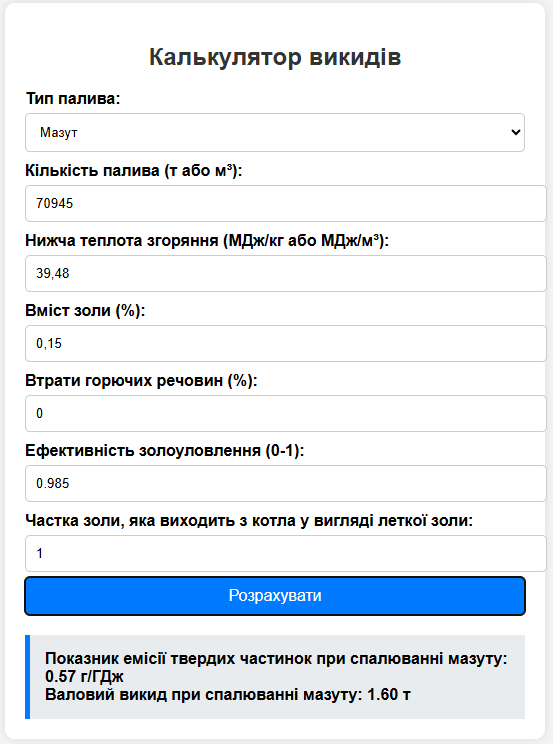 Калькулятор викидів
Тип палива:
Мазут
Кількість палива (т або м³):
70945
Нижча теплота згоряння (МДж/кг або МДж/м³):
39,48
Вміст золи (%):
0,15
Втрати горючих речовин (%):
0
Ефективність золоуловлення (0-1):
0.985
Частка золи, яка виходить з котла у вигляді леткої золи:
1
Розрахувати
Показник емісії твердих частинок при спалюванні мазуту:
0.57 г/ГДж
Валовий викид при спалюванні мазуту: 1.60 т